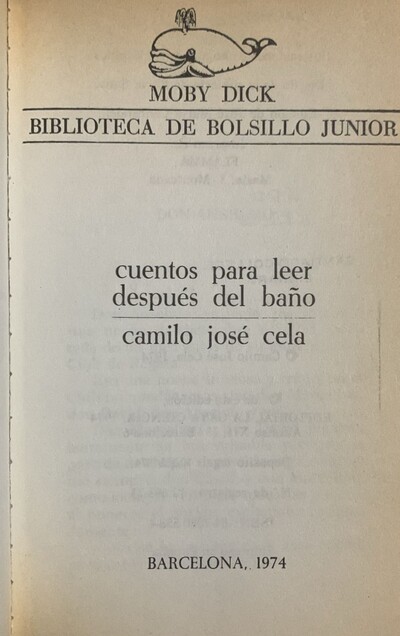 MOBY DICK
BIBLIOTECA DE BOLSILLO JUNIOR
cuentos para leer
después del baño
camilo josé cela
BARCELONA, 1974